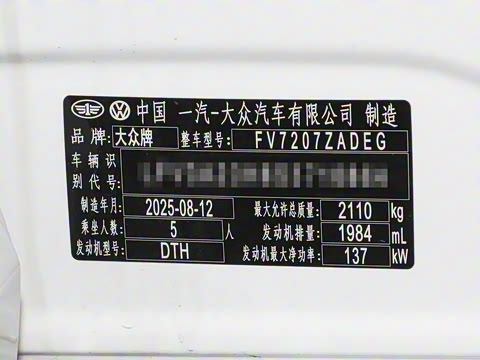 中国 一汽-大众汽车有限公司 制造
品牌: 大众牌 整车型号: FV7207ZADEG
车辆识
别代号:
制造年月: 2025-08-12 最大允许总质量: 2110 kg
乘坐人数: 5 人 发动机排量: 1984 mL
发动机型号: DTH 发动机最大净功率: 137 kW